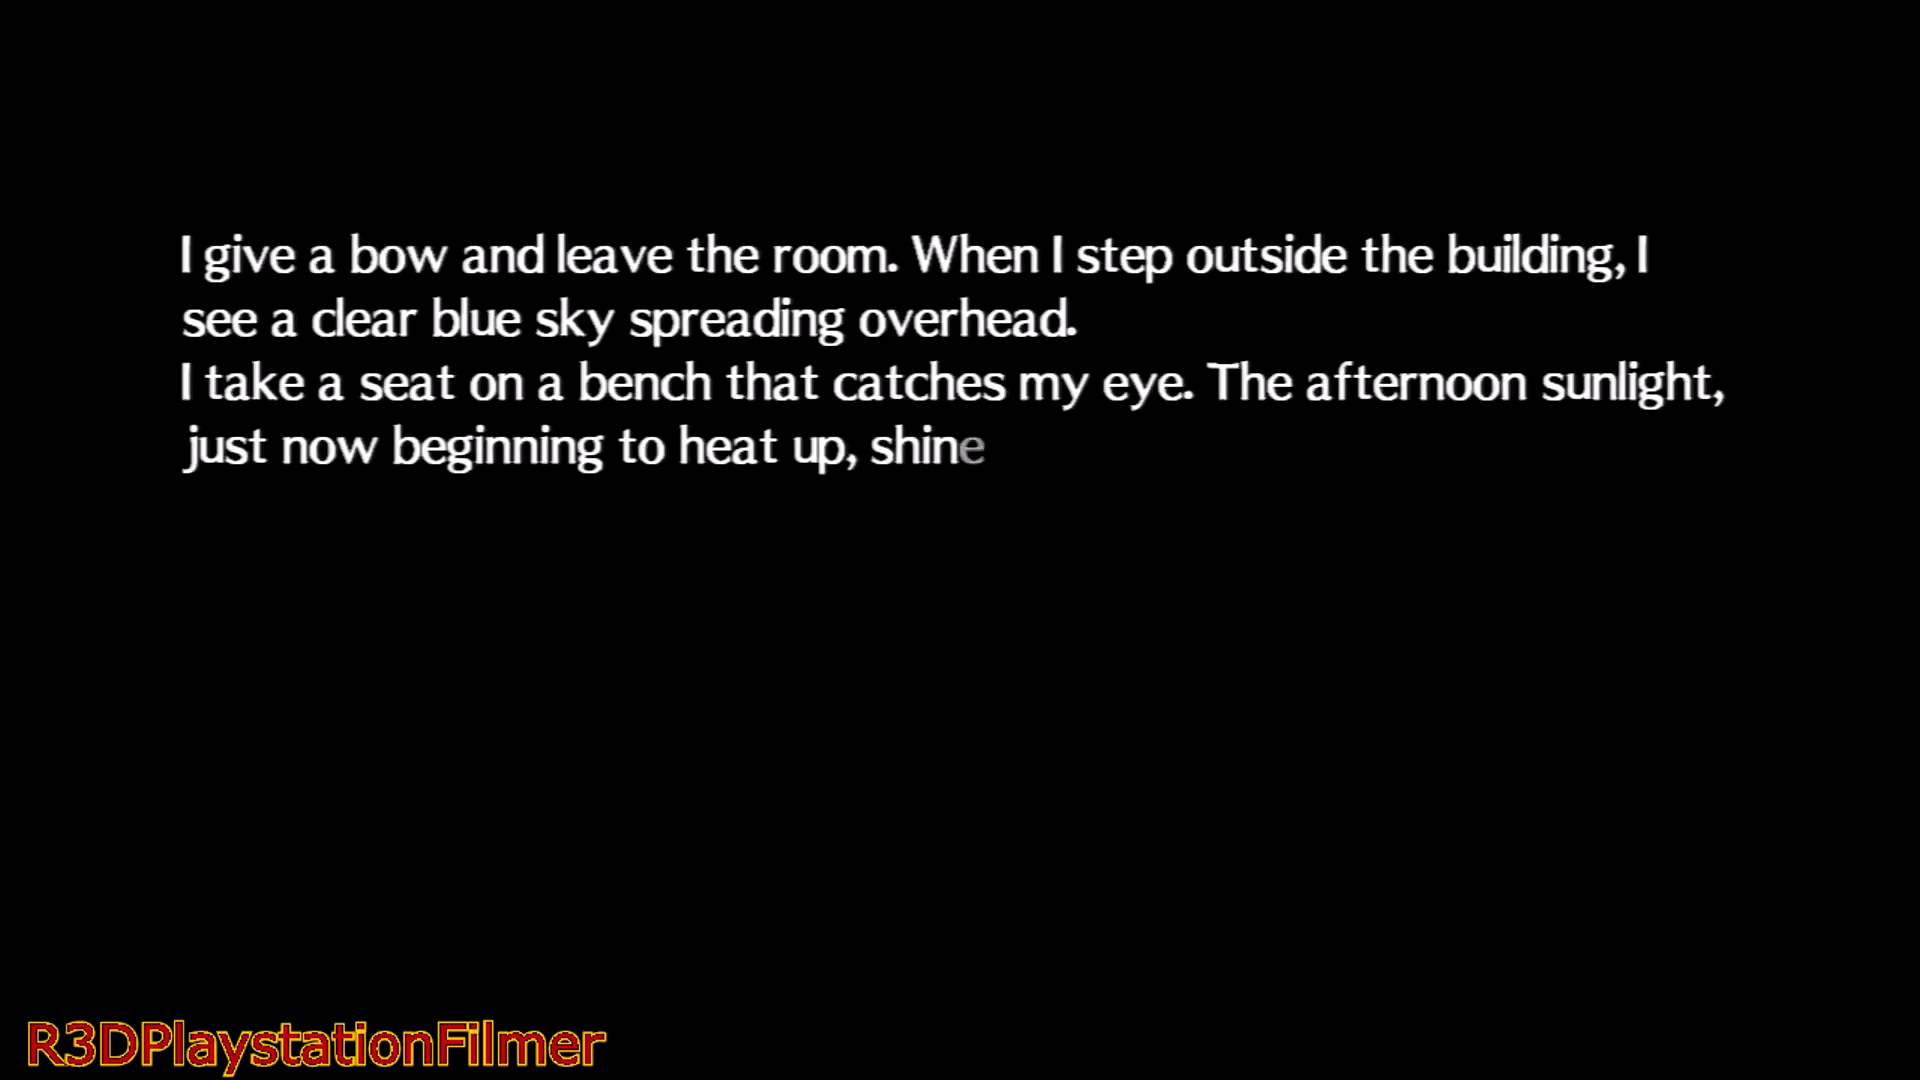 I give a bow and leave the room. When I step outside the building, I
see a clear blue sky spreading overhead.
I take a seat on a bench that catches my eye. The afternoon sunlight,
just now beginning to heat up, shine
R3DPlaystationFilmer